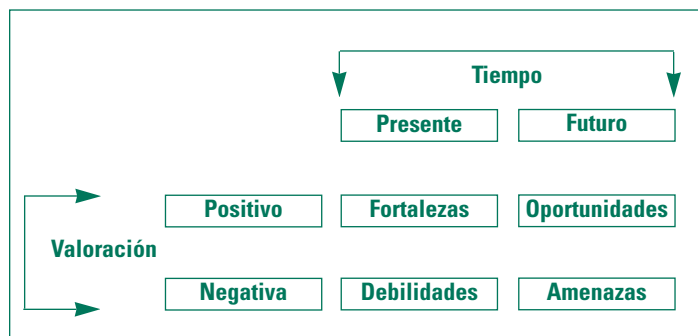 Tiempo
Presente Futuro
Positivo Fortalezas Oportunidades
Valoración
Negativa Debilidades Amenazas